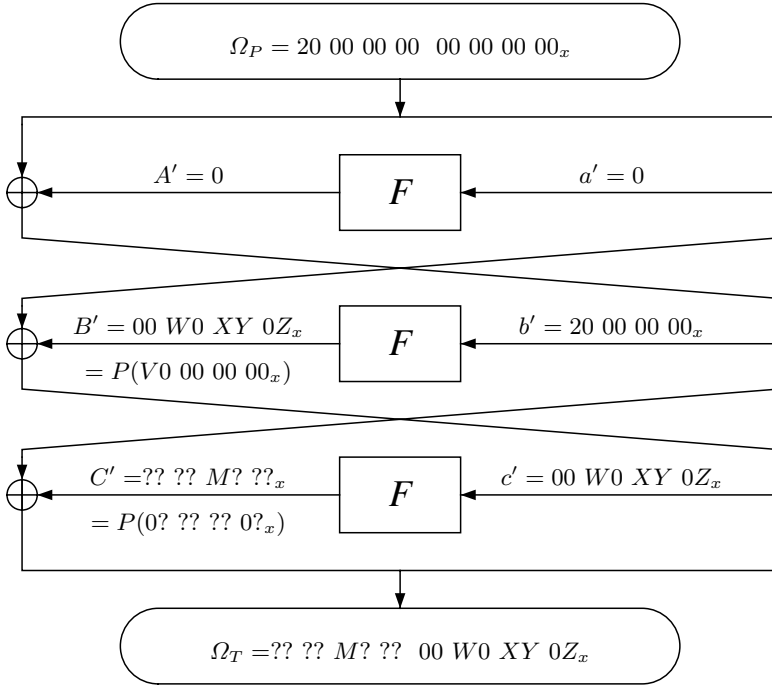 Ω_P = 20 00 00 00 00 00 00 00_x
A′ = 0
F
a′ = 0
B′ = 00 W0 XY 0Z_x
F
b′ = 20 00 00 00_x
= P(V0 00 00 00_x)
C′ =?? ?? M? ??_x
F
c′ = 00 W0 XY 0Z_x
= P(0? ?? ?? 0?_x)
Ω_T =?? ?? M? ?? 00 W0 XY 0Z_x